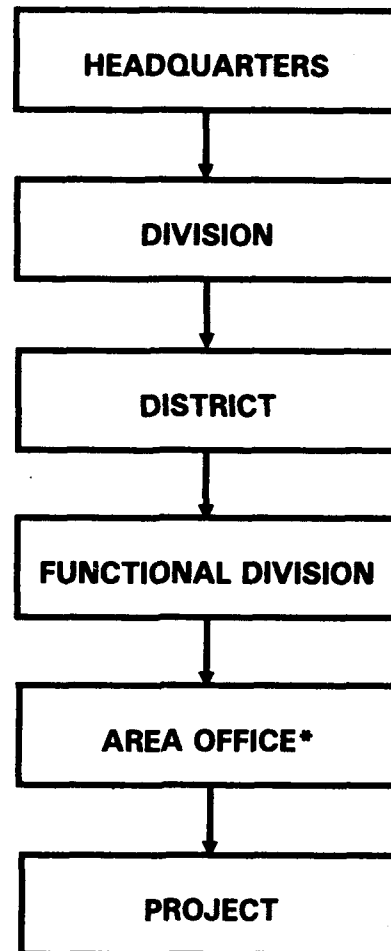 HEADQUARTERS
DIVISION
DISTRICT
FUNCTIONAL DIVISION
AREA OFFICE*
PROJECT